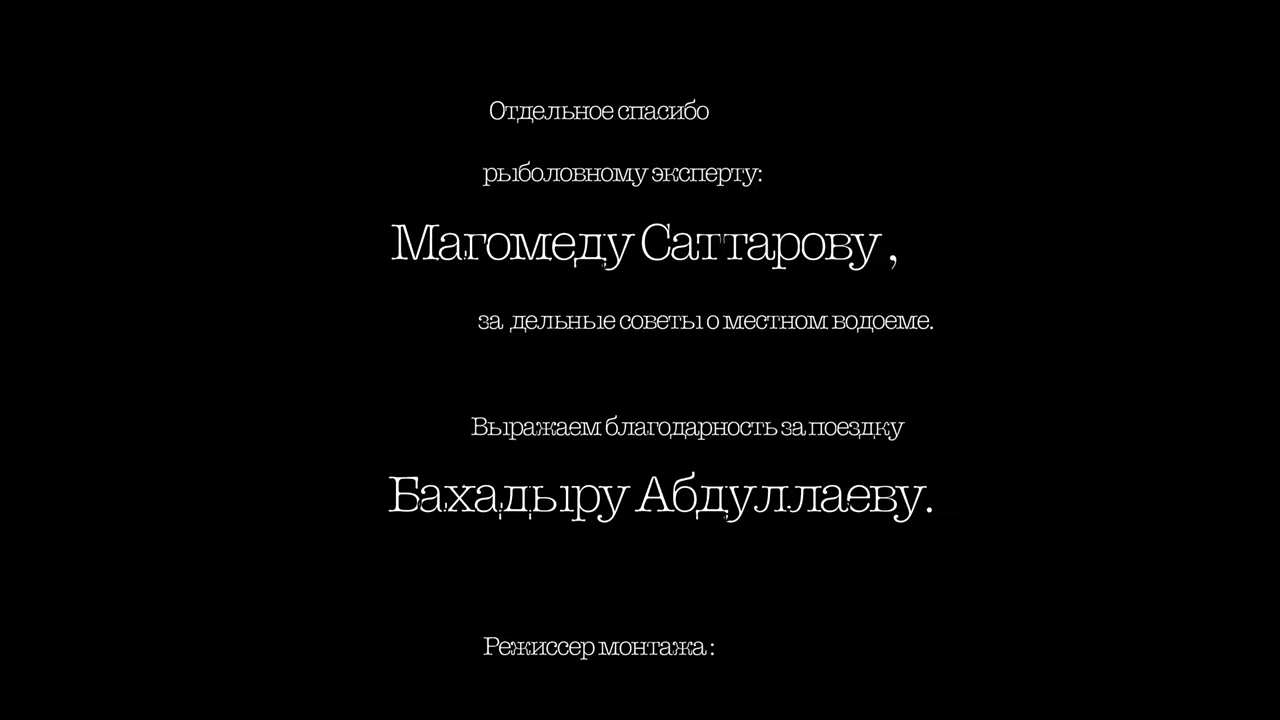 Отдельное спасибо
рыболовному эксперту:
Магомеду Саттарову ,
за дельные советы о местном водоеме.
Выражаем благодарность за поездку
Бахадыру Абдуллаеву.
Режиссер монтажа :